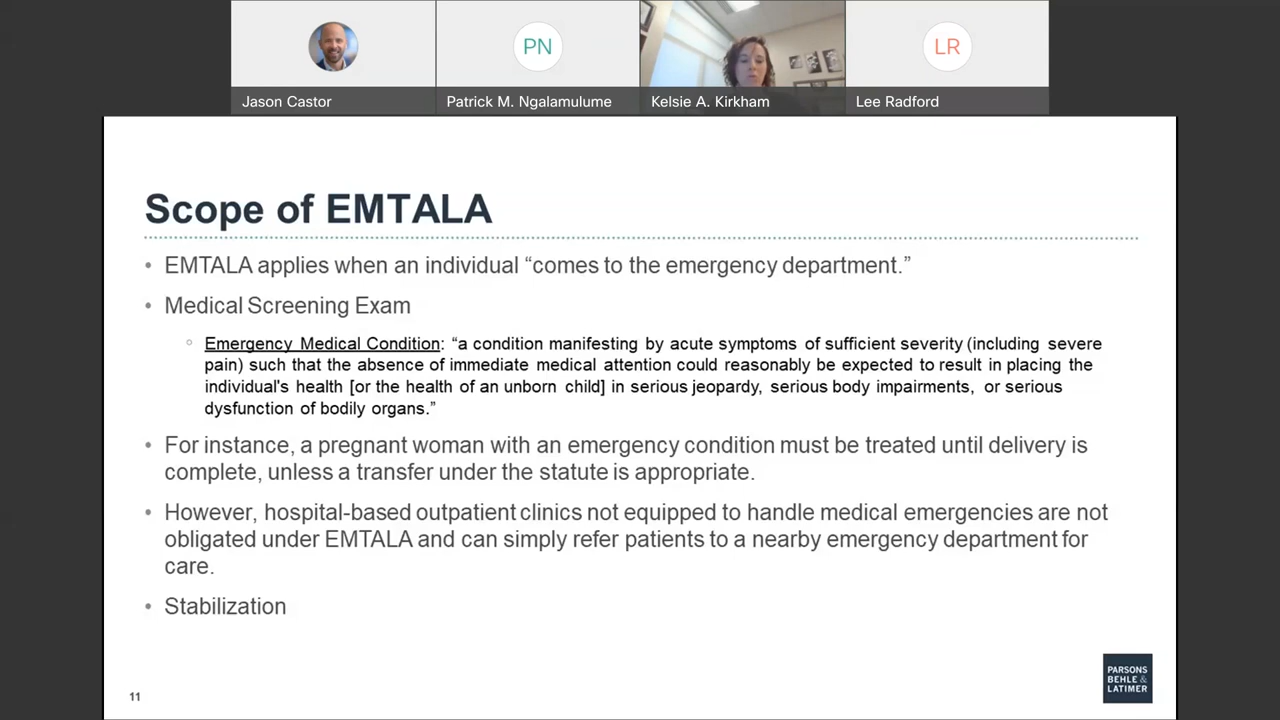 PN
LR
Jason Castor
Patrick M. Ngalamulume
Kelsie A. Kirkham
Lee Radford
Scope of EMTALA
• EMTALA applies when an individual “comes to the emergency department.”
• Medical Screening Exam
◦ Emergency Medical Condition: “a condition manifesting by acute symptoms of sufficient severity (including severe
pain) such that the absence of immediate medical attention could reasonably be expected to result in placing the
individual's health [or the health of an unborn child] in serious jeopardy, serious body impairments, or serious
dysfunction of bodily organs.”
• For instance, a pregnant woman with an emergency condition must be treated until delivery is
complete, unless a transfer under the statute is appropriate.
• However, hospital-based outpatient clinics not equipped to handle medical emergencies are not
obligated under EMTALA and can simply refer patients to a nearby emergency department for
care.
• Stabilization
11
PARSONS
BEHLE &
LATIMER